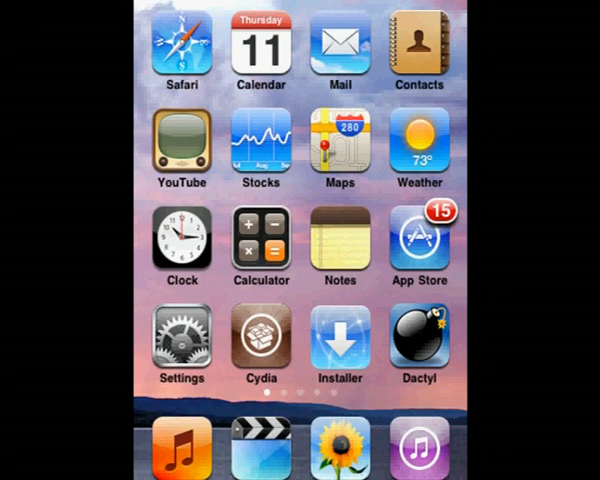 Thursday
11
Safari Calendar Mail Contacts
280
73°
YouTube Stocks Maps Weather
15
Clock Calculator Notes App Store
Settings Cydia Installer Dactyl